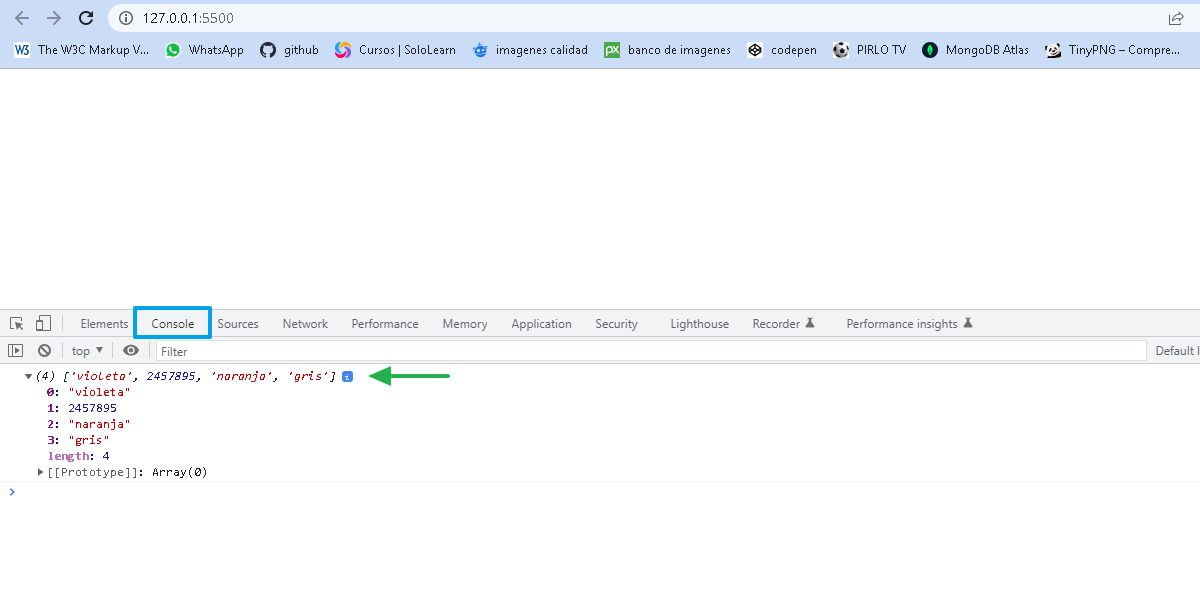 127.0.0.1:5500
The W3C Markup V... WhatsApp github Cursos | SoloLearn imagenes calidad banco de imagenes codepen PIRLO TV MongoDB Atlas TinyPNG – Compre...
Elements Console Sources Network Performance Memory Application Security Lighthouse Recorder Performance insights
top ▼ Filter Default l
▼(4) ['violeta', 2457895, 'naranja', 'gris'] i
0: "violeta"
1: 2457895
2: "naranja"
3: "gris"
length: 4
▶[[Prototype]]: Array(0)
>